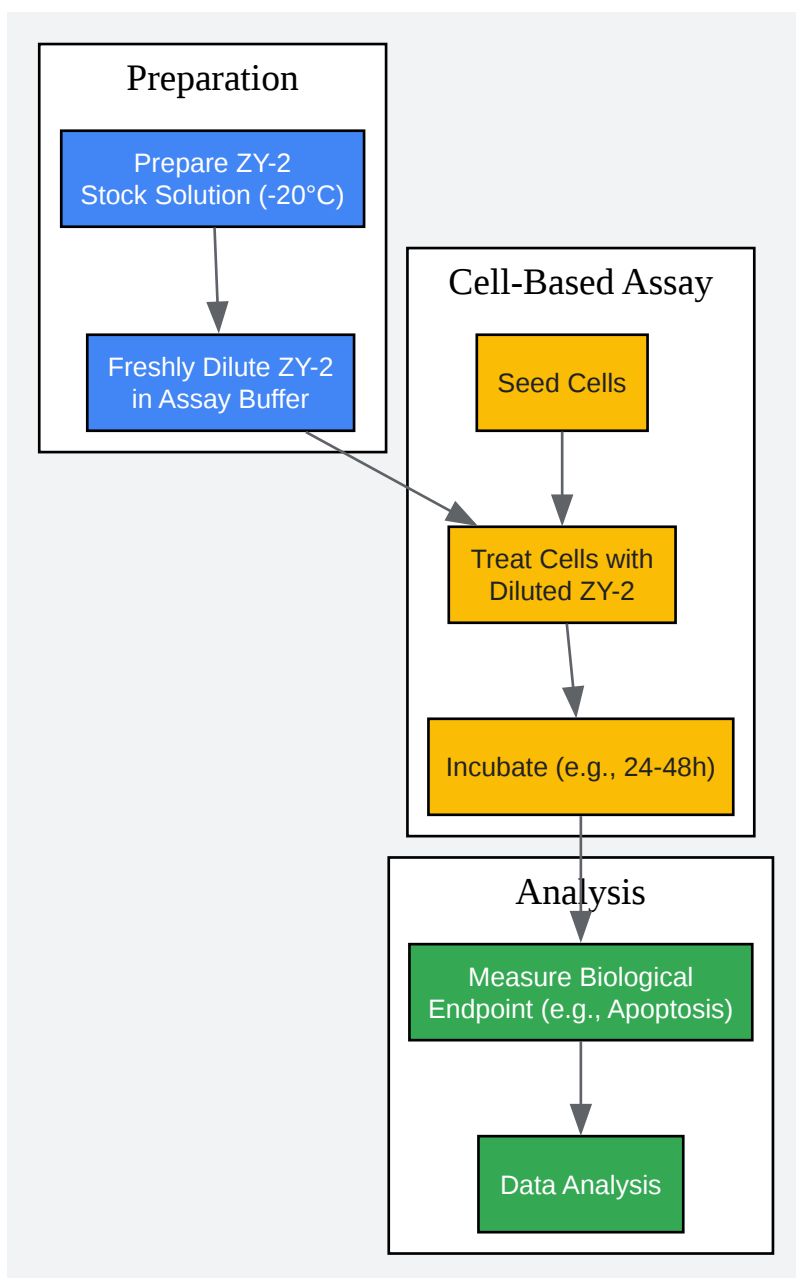 Preparation
Prepare ZY-2
Stock Solution (-20°C)
Freshly Dilute ZY-2
in Assay Buffer
Cell-Based Assay
Seed Cells
Treat Cells with
Diluted ZY-2
Incubate (e.g., 24-48h)
Analysis
Measure Biological
Endpoint (e.g., Apoptosis)
Data Analysis